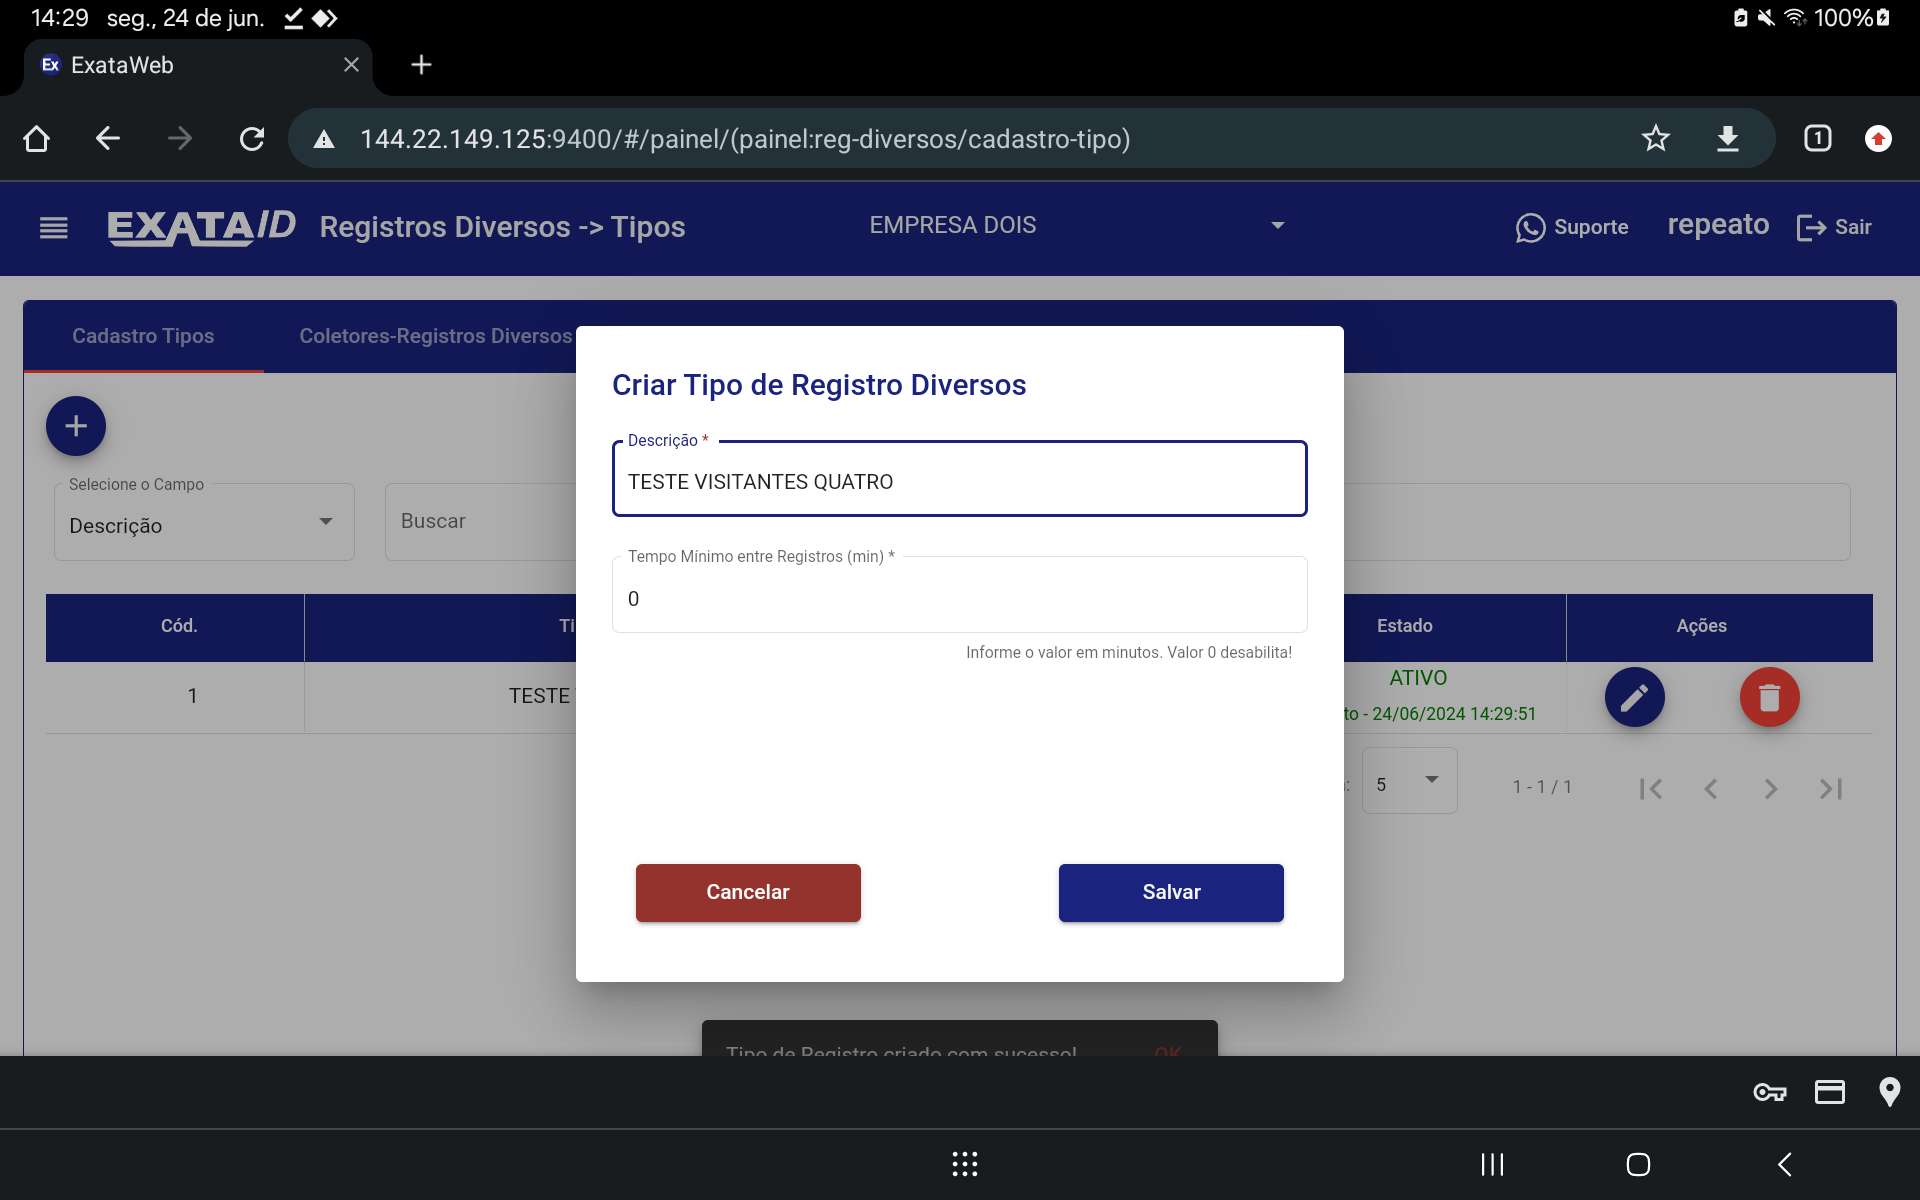 14:29 seg., 24 de jun. 100%
Ex ExataWeb
144.22.149.125:9400/#/painel/(painel:reg-diversos/cadastro-tipo) 1
EXATAID Registros Diversos -> Tipos EMPRESA DOIS Suporte repeato Sair
Cadastro Tipos Coletores-Registros Diversos
Criar Tipo de Registro Diversos
Descrição *
TESTE VISITANTES QUATRO
Tempo Mínimo entre Registros (min) *
0
Informe o valor em minutos. Valor 0 desabilita!
Cancelar Salvar
Selecione o Campo
Descrição Buscar
Cód. Ti Estado Ações
1 TESTE ATIVO
to - 24/06/2024 14:29:51
: 5 1 - 1 / 1
Tipo de Registro criado com sucesso! OK